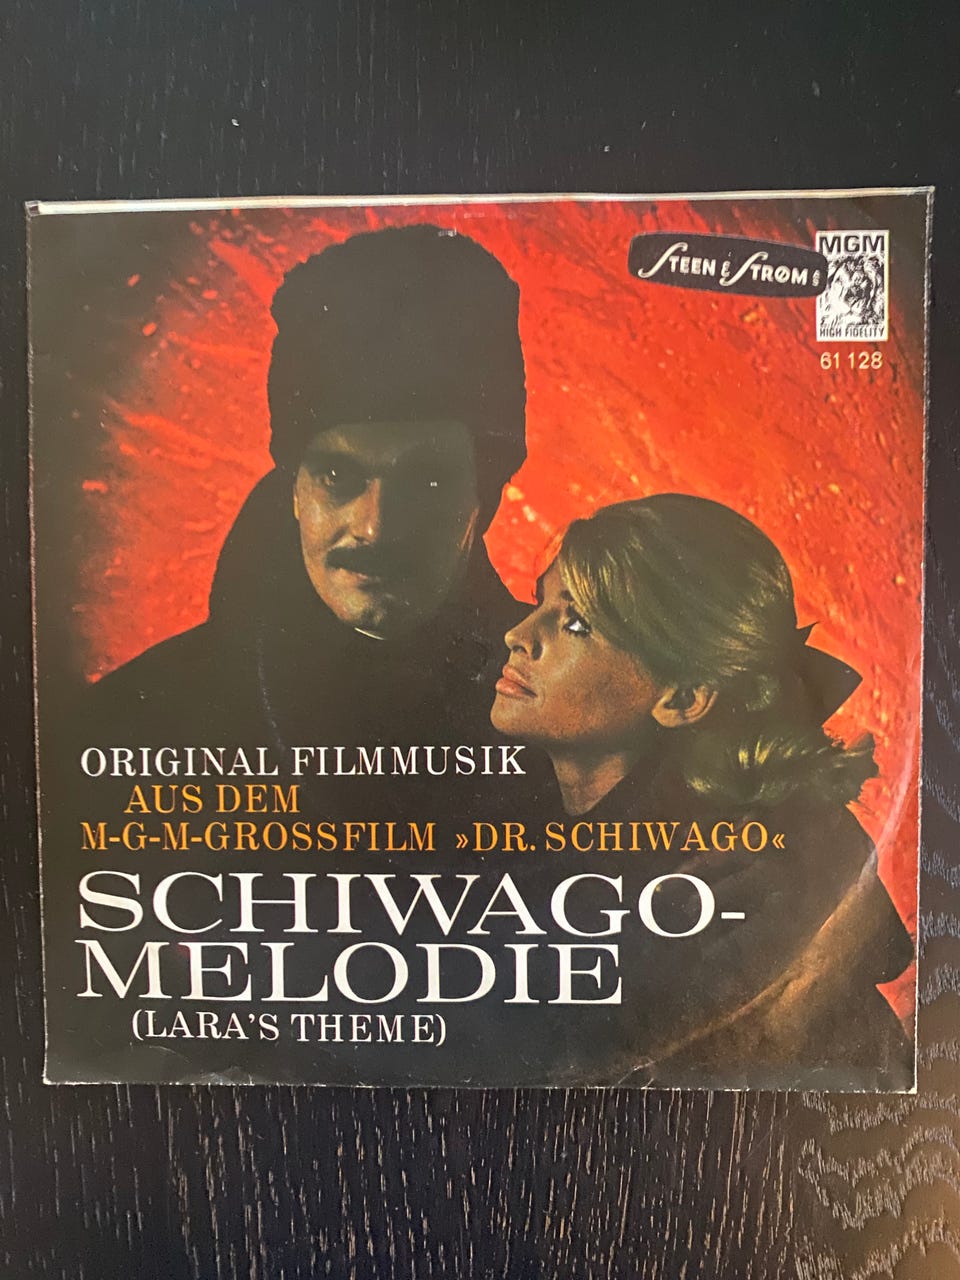 STEEN & STRØM A/S
MGM
HIGH FIDELITY
61 128
ORIGINAL FILMMUSIK
AUS DEM
M-G-M-GROSSFILM »DR. SCHIWAGO«
SCHIWAGO-
MELODIE
(LARA'S THEME)